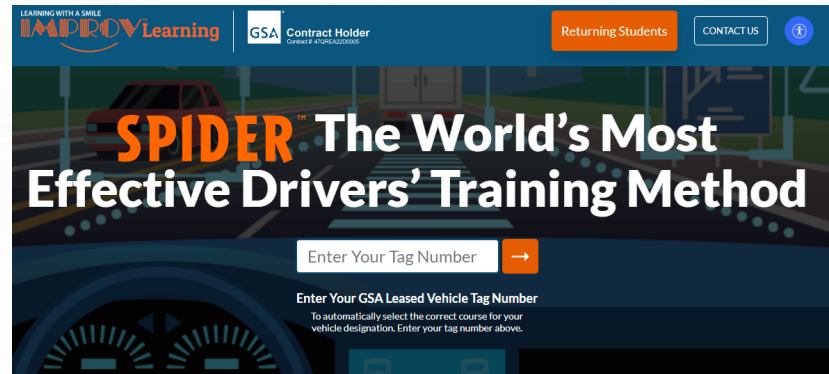 LEARNING WITH A SMILE
IMPROV Learning
GSA Contract Holder
Contract # 47QREA22D0005
Returning Students
CONTACT US
SPIDER™ The World's Most
Effective Drivers' Training Method
Enter Your Tag Number →
Enter Your GSA Leased Vehicle Tag Number
To automatically select the correct course for your
vehicle designation. Enter your tag number above.